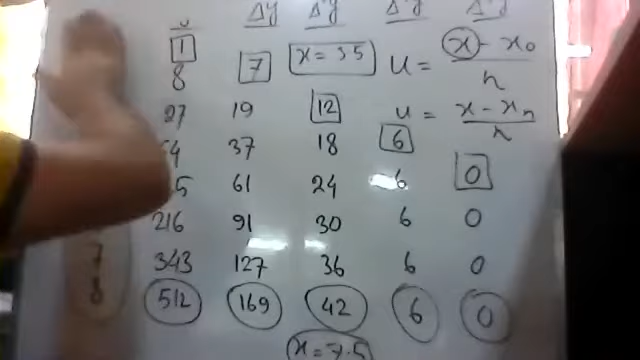 Δy Δy Δy Δy
1 x=3.5 u = x - x₀ / h
8 7
27 19 12 u = x - xₙ / h
37 18 6
61 24 6 0
216 91 30 6 0
7 343 127 36 6 0
8 512 169 42 6 0
x=7.5